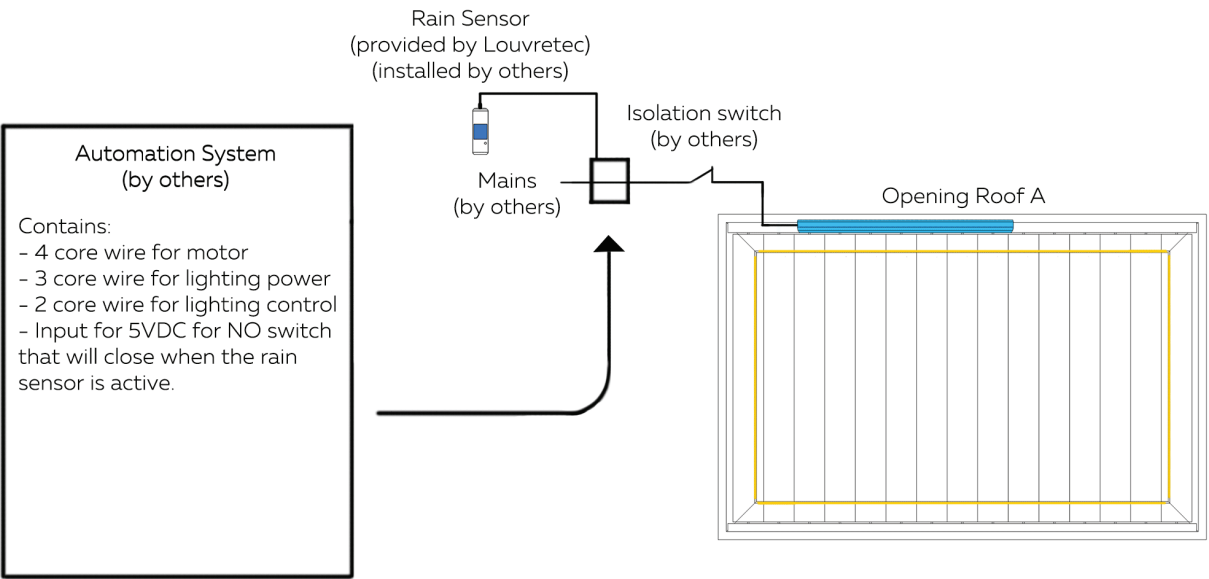 Rain Sensor
(provided by Louvretec)
(installed by others)
Isolation switch
(by others)
Automation System
(by others)
Mains
(by others)
Opening Roof A
Contains:
- 4 core wire for motor
- 3 core wire for lighting power
- 2 core wire for lighting control
- Input for 5VDC for NO switch
that will close when the rain
sensor is active.